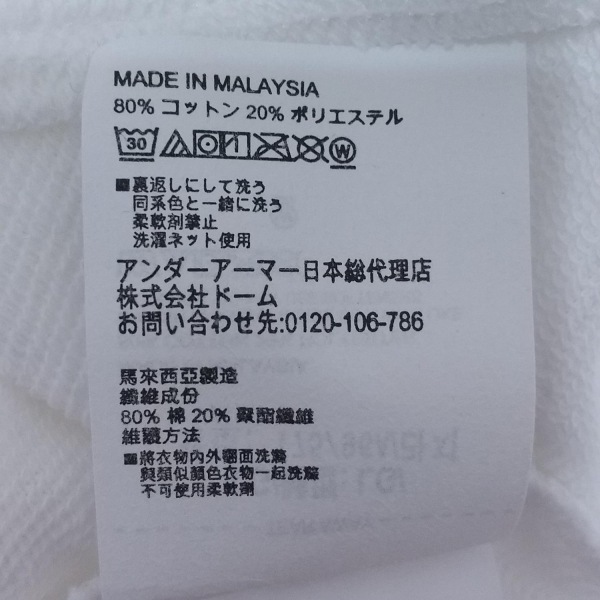 MADE IN MALAYSIA
80% コットン 20% ポリエステル
30 W
■裏返しにして洗う
同系色と一緒に洗う
柔軟剤禁止
洗濯ネット使用
アンダーアーマー日本総代理店
株式会社ドーム
お問い合わせ先:0120-106-786
馬來西亞製造
纖維成份
80% 棉 20% 聚酯纖維
維護方法
■將衣物內外翻面洗滌
與類似顏色衣物一起洗滌
不可使用柔軟劑